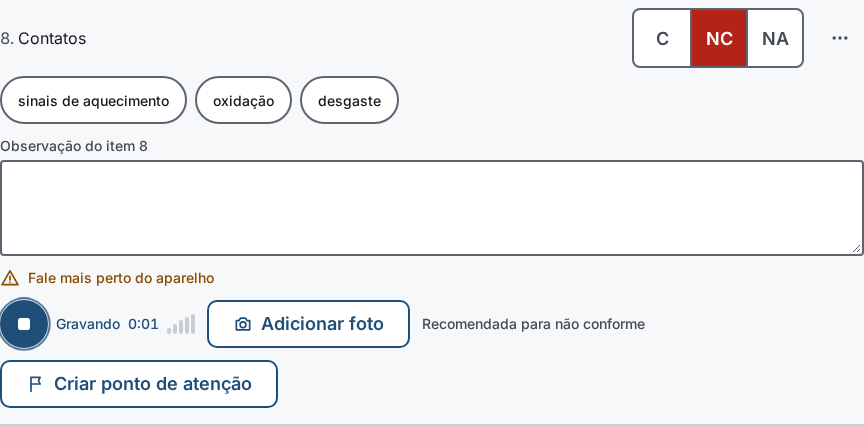 8. Contatos
C NC NA
sinais de aquecimento oxidação desgaste
Observação do item 8
Fale mais perto do aparelho
Gravando 0:01 Adicionar foto Recomendada para não conforme
Criar ponto de atenção